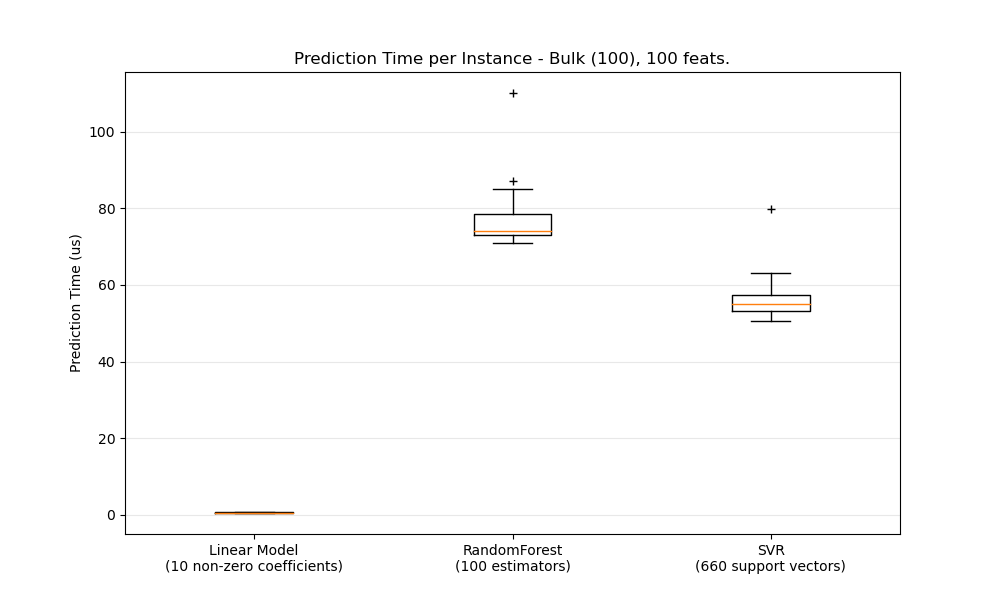 Prediction Time per Instance - Bulk (100), 100 feats.
Prediction Time (us)
100
80
60
40
20
0
Linear Model
(10 non-zero coefficients)
RandomForest
(100 estimators)
SVR
(660 support vectors)